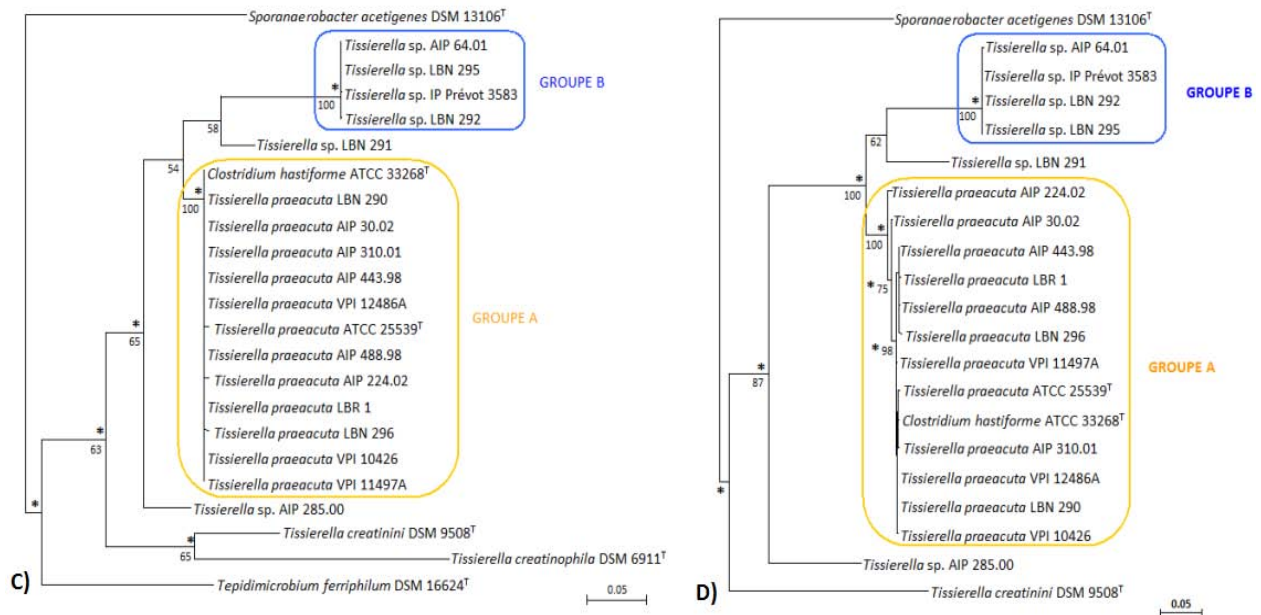 Sporanaerobacter acetigenes DSM 13106ᵀ
Tissierella sp. AIP 64.01
Tissierella sp. LBN 295
GROUPE B
* Tissierella sp. IP Prévot 3583
100 Tissierella sp. LBN 292
58
Tissierella sp. LBN 291
54
Clostridium hastiforme ATCC 33268ᵀ
* Tissierella praeacuta LBN 290
100
Tissierella praeacuta AIP 30.02
Tissierella praeacuta AIP 310.01
Tissierella praeacuta AIP 443.98
Tissierella praeacuta VPI 12486A
GROUPE A
* Tissierella praeacuta ATCC 25539ᵀ
65
Tissierella praeacuta AIP 488.98
Tissierella praeacuta AIP 224.02
Tissierella praeacuta LBR 1
* Tissierella praeacuta LBN 296
63
Tissierella praeacuta VPI 10426
Tissierella praeacuta VPI 11497A
Tissierella sp. AIP 285.00
*
Tissierella creatinini DSM 9508ᵀ
*
65
Tissierella creatinophila DSM 6911ᵀ
C)
Tepidimicrobium ferriphilum DSM 16624ᵀ
0.05
Sporanaerobacter acetigenes DSM 13106ᵀ
Tissierella sp. AIP 64.01
Tissierella sp. IP Prévot 3583
GROUPE B
* Tissierella sp. LBN 292
100
Tissierella sp. LBN 295
62
Tissierella sp. LBN 291
*
100
Tissierella praeacuta AIP 224.02
Tissierella praeacuta AIP 30.02
*
100
Tissierella praeacuta AIP 443.98
Tissierella praeacuta LBR 1
* 75
Tissierella praeacuta AIP 488.98
Tissierella praeacuta LBN 296
* 98
Tissierella praeacuta VPI 11497A
GROUPE A
*
87
Tissierella praeacuta ATCC 25539ᵀ
Clostridium hastiforme ATCC 33268ᵀ
Tissierella praeacuta AIP 310.01
Tissierella praeacuta VPI 12486A
*
Tissierella praeacuta LBN 290
Tissierella praeacuta VPI 10426
Tissierella sp. AIP 285.00
D)
Tissierella creatinini DSM 9508ᵀ
0.05